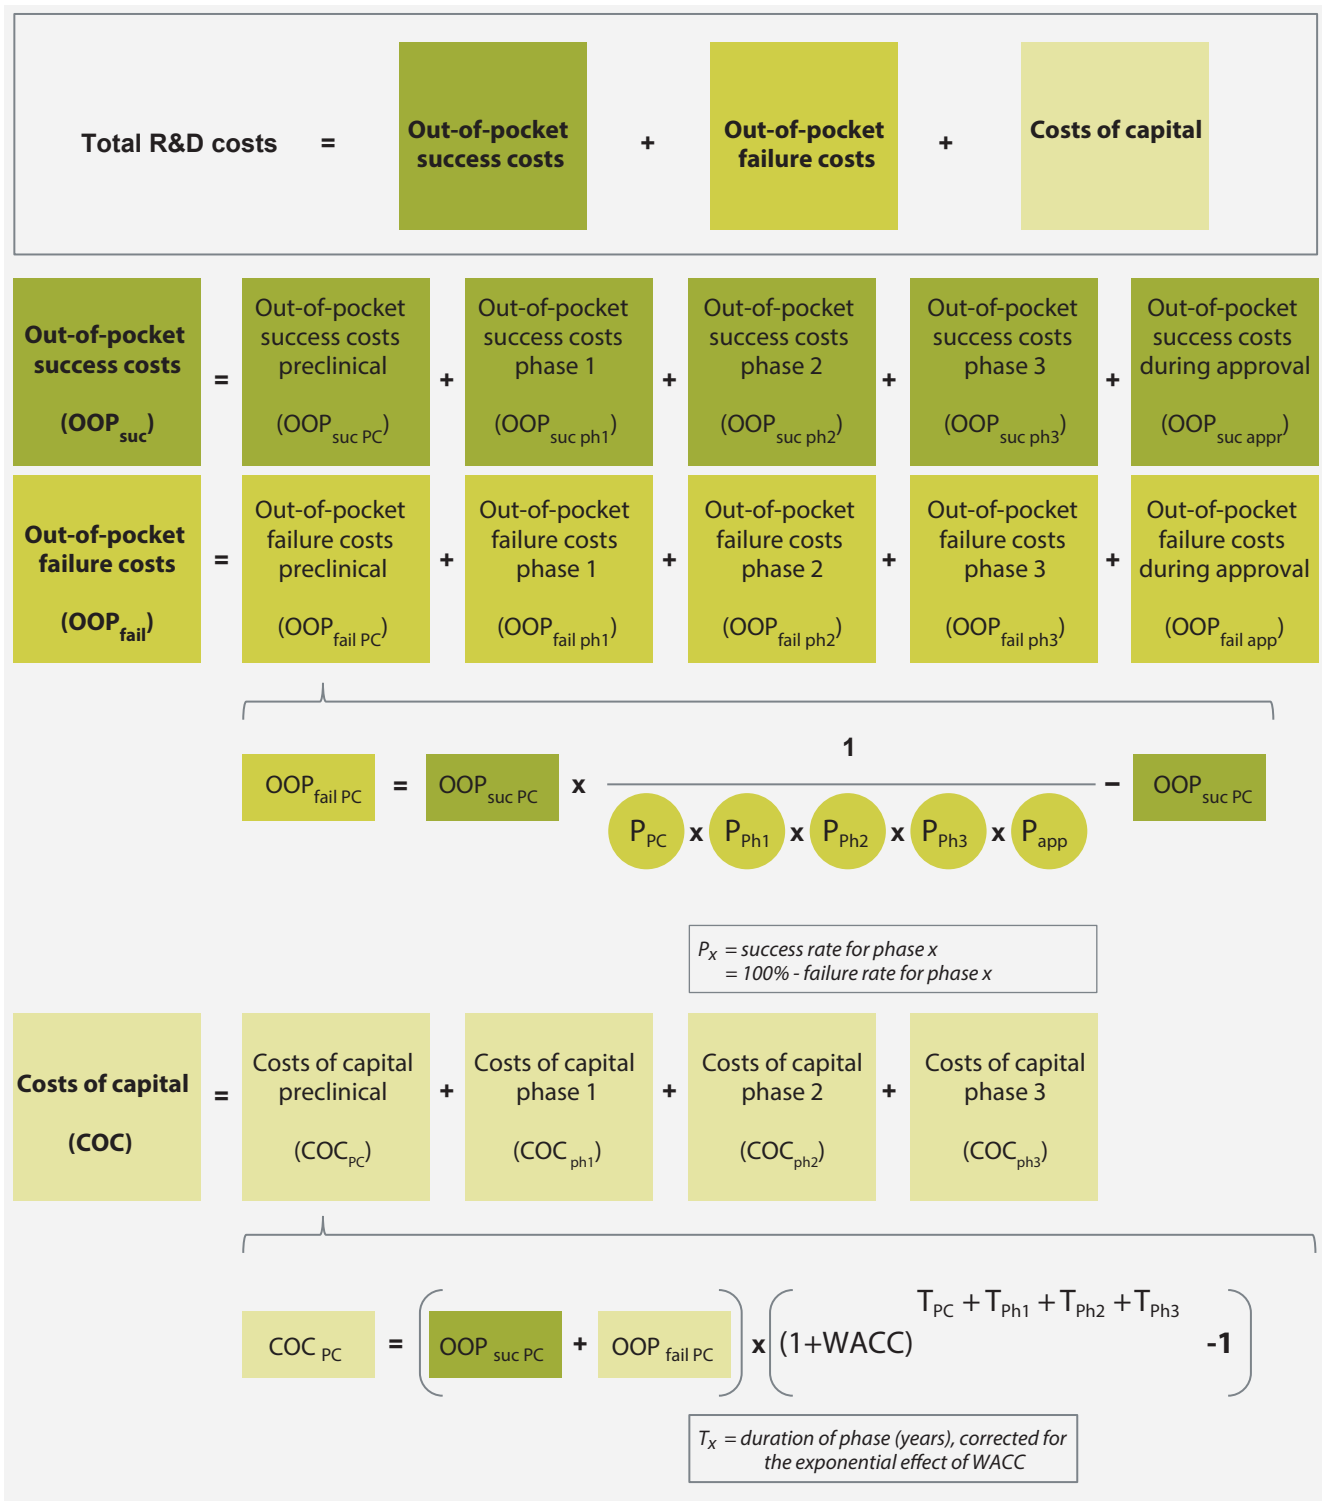 Total R&D costs = Out-of-pocket success costs + Out-of-pocket failure costs + Costs of capital
Out-of-pocket
success costs
(OOPsuc)
=
Out-of-pocket
success costs
preclinical
(OOPsuc PC)
+
Out-of-pocket
success costs
phase 1
(OOPsuc ph1)
+
Out-of-pocket
success costs
phase 2
(OOPsuc ph2)
+
Out-of-pocket
success costs
phase 3
(OOPsuc ph3)
+
Out-of-pocket
success costs
during approval
(OOPsuc appr)
Out-of-pocket
failure costs
(OOPfail)
=
Out-of-pocket
failure costs
preclinical
(OOPfail PC)
+
Out-of-pocket
failure costs
phase 1
(OOPfail ph1)
+
Out-of-pocket
failure costs
phase 2
(OOPfail ph2)
+
Out-of-pocket
failure costs
phase 3
(OOPfail ph3)
+
Out-of-pocket
failure costs
during approval
(OOPfail app)
OOPfail PC = OOPsuc PC x
1
PPC x PPh1 x PPh2 x PPh3 x Papp
– OOPsuc PC
Px = success rate for phase x
= 100% - failure rate for phase x
Costs of capital
(COC)
=
Costs of capital
preclinical
(COCPC)
+
Costs of capital
phase 1
(COCph1)
+
Costs of capital
phase 2
(COCph2)
+
Costs of capital
phase 3
(COCph3)
COC PC = (OOP suc PC + OOP fail PC) x ((1+WACC) TPC + TPh1 + TPh2 + TPh3 -1)
Tx = duration of phase (years), corrected for
the exponential effect of WACC